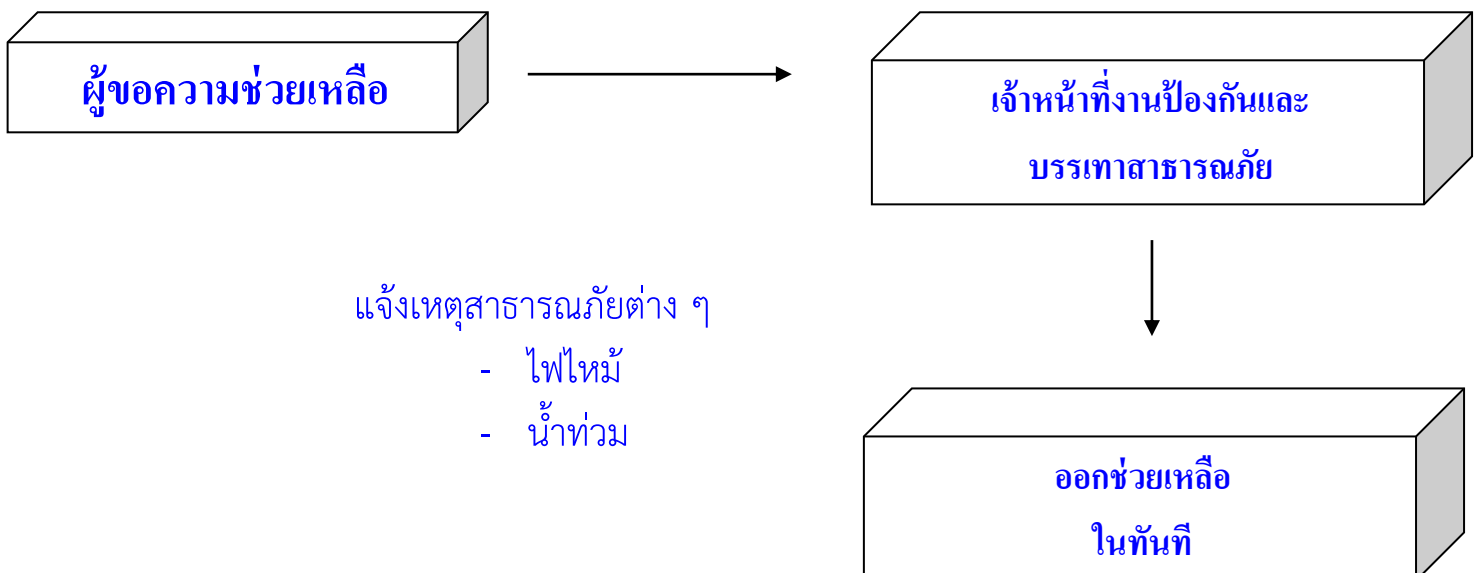 ผู้ขอความช่วยเหลือ
เจ้าหน้าที่งานป้องกันและ
บรรเทาสาธารณภัย
แจ้งเหตุสาธารณภัยต่าง ๆ
- ไฟไหม้
- น้ำท่วม
ออกช่วยเหลือ
ในทันที